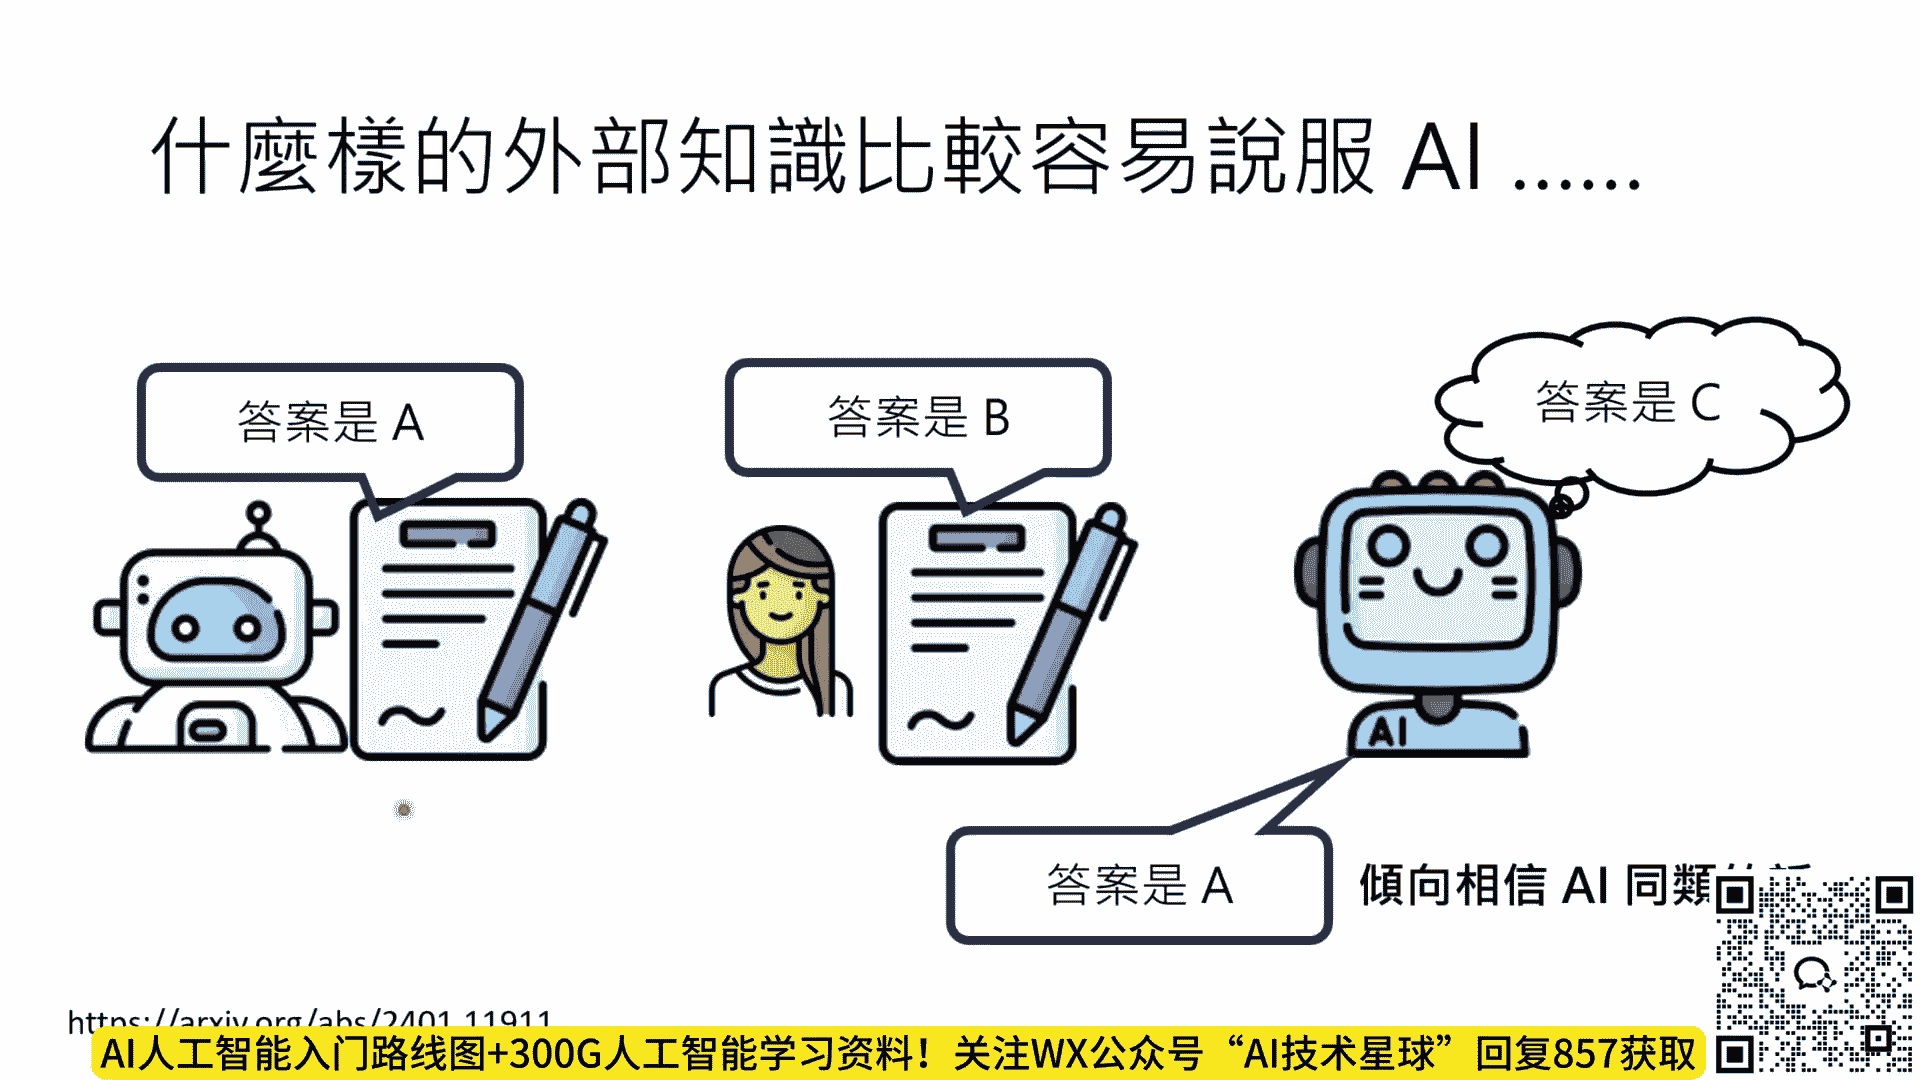 什麼樣的外部知識比較容易說服 AI ......
答案是 A
答案是 B
答案是 C
AI
答案是 A
傾向相信 AI 同類的話
https://arxiv.org/abs/2401.11911
AI人工智能入门路线图+300G人工智能学习资料！关注WX公众号“AI技术星球”回复857获取